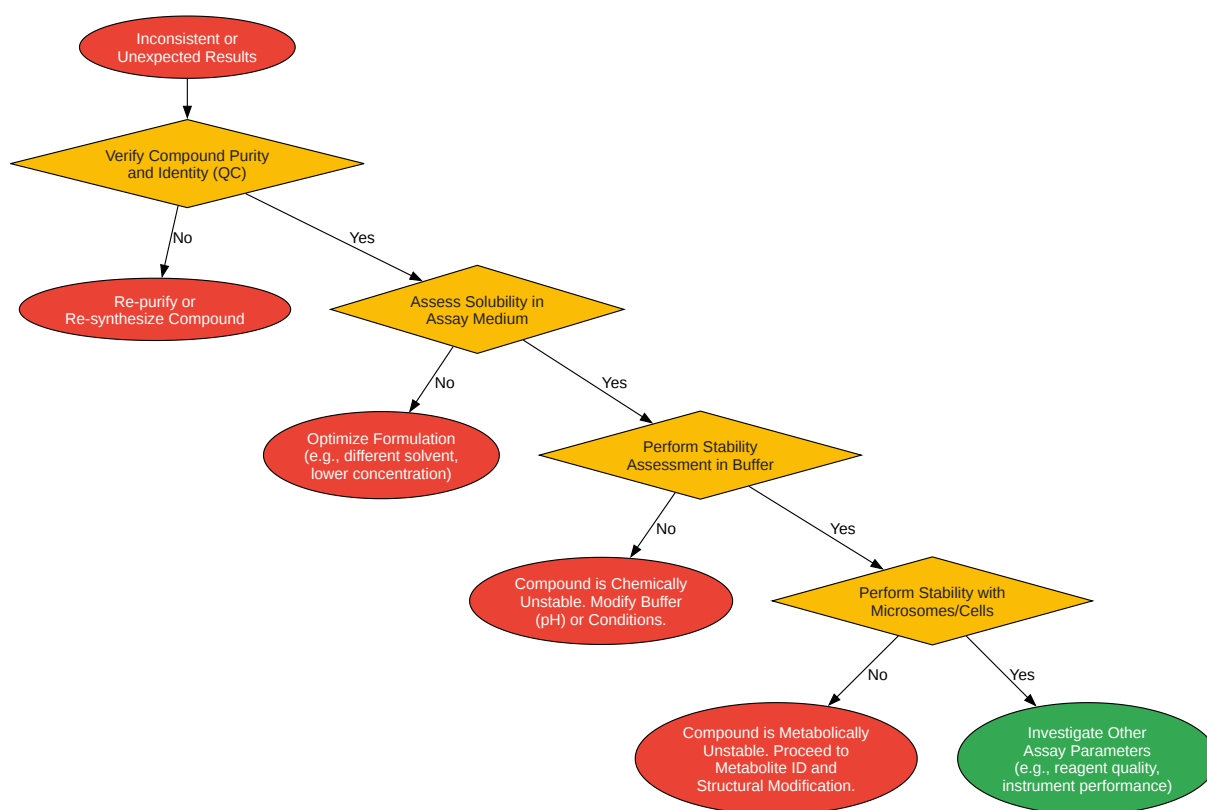 Inconsistent or
Unexpected Results
Verify Compound Purity
and Identity (QC)
No
Yes
Re-purify or
Re-synthesize Compound
Assess Solubility in
Assay Medium
No
Yes
Optimize Formulation
(e.g., different solvent,
lower concentration)
Perform Stability
Assessment in Buffer
No
Yes
Compound is Chemically
Unstable. Modify Buffer
(pH) or Conditions.
Perform Stability with
Microsomes/Cells
No
Yes
Compound is Metabolically
Unstable. Proceed to
Metabolite ID and
Structural Modification.
Investigate Other
Assay Parameters
(e.g., reagent quality,
instrument performance)